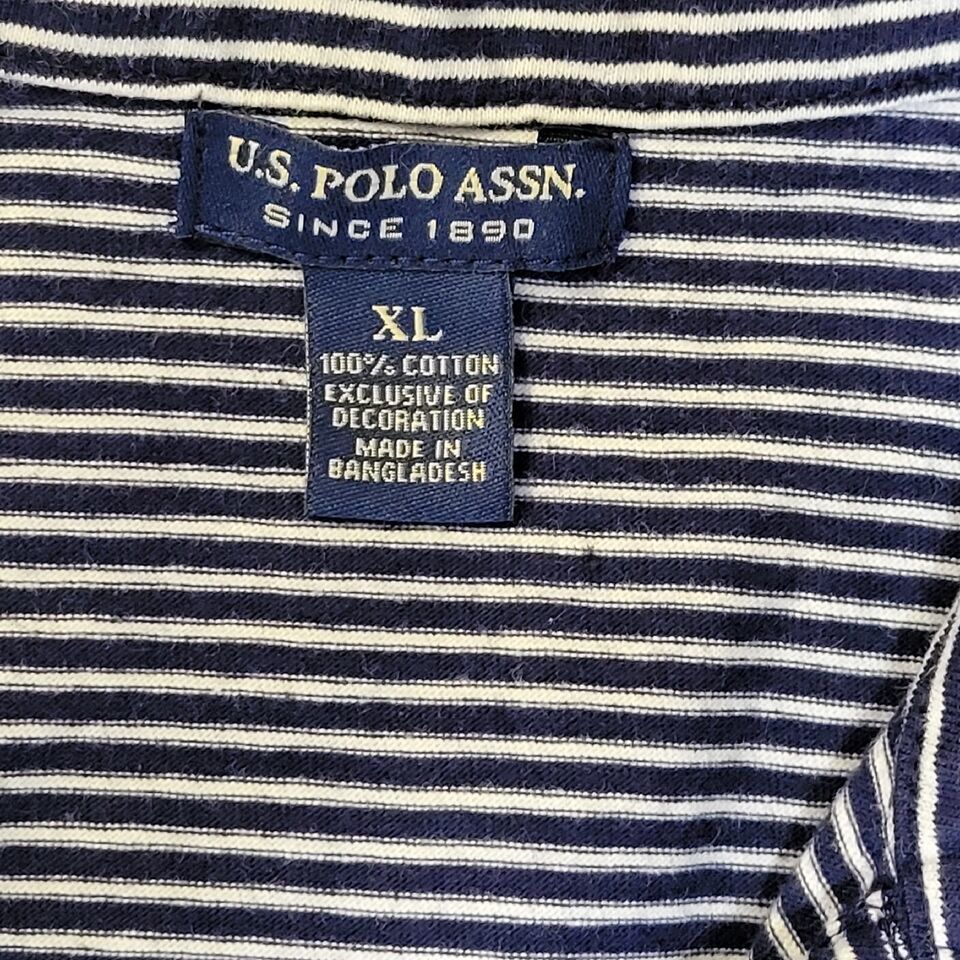 U.S. POLO ASSN.
SINCE 1890
XL
100% COTTON
EXCLUSIVE OF
DECORATION
MADE IN
BANGLADESH